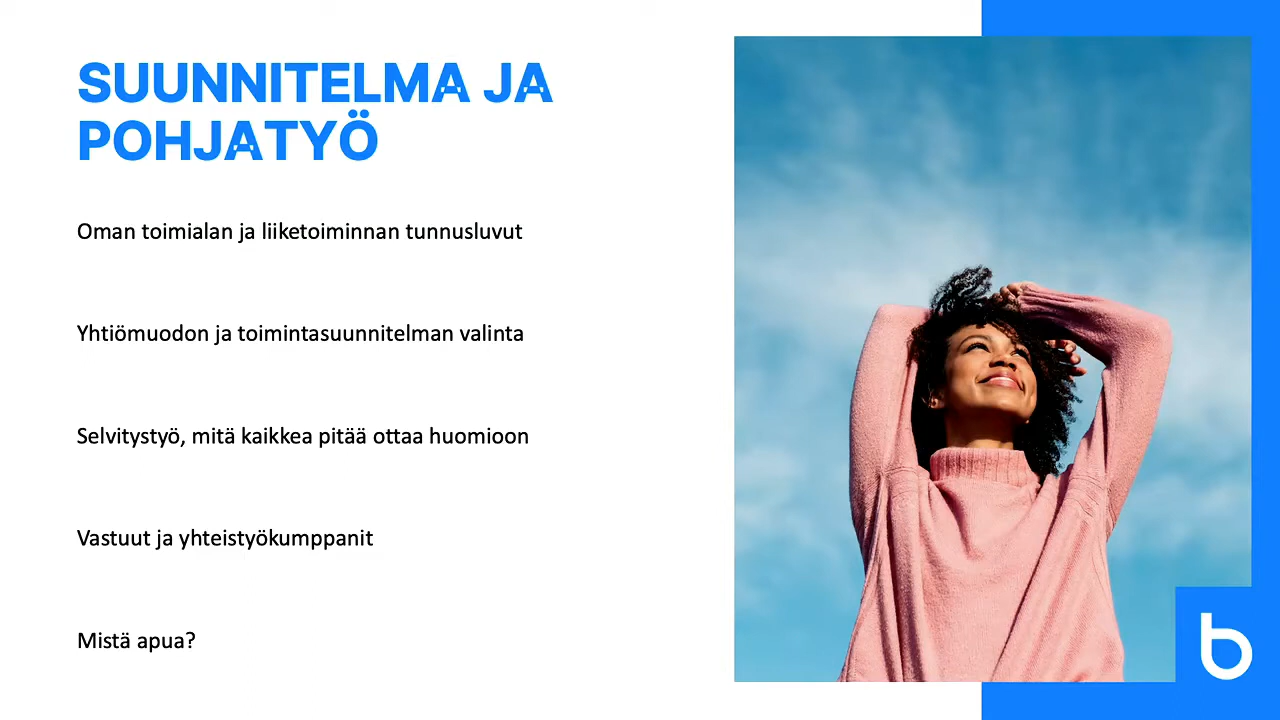 SUUNNITELMA JA
POHJATYÖ
Oman toimialan ja liiketoiminnan tunnusluvut
Yhtiömuodon ja toimintasuunnitelman valinta
Selvitystyö, mitä kaikkea pitää ottaa huomioon
Vastuut ja yhteistyökumppanit
Mistä apua?
b